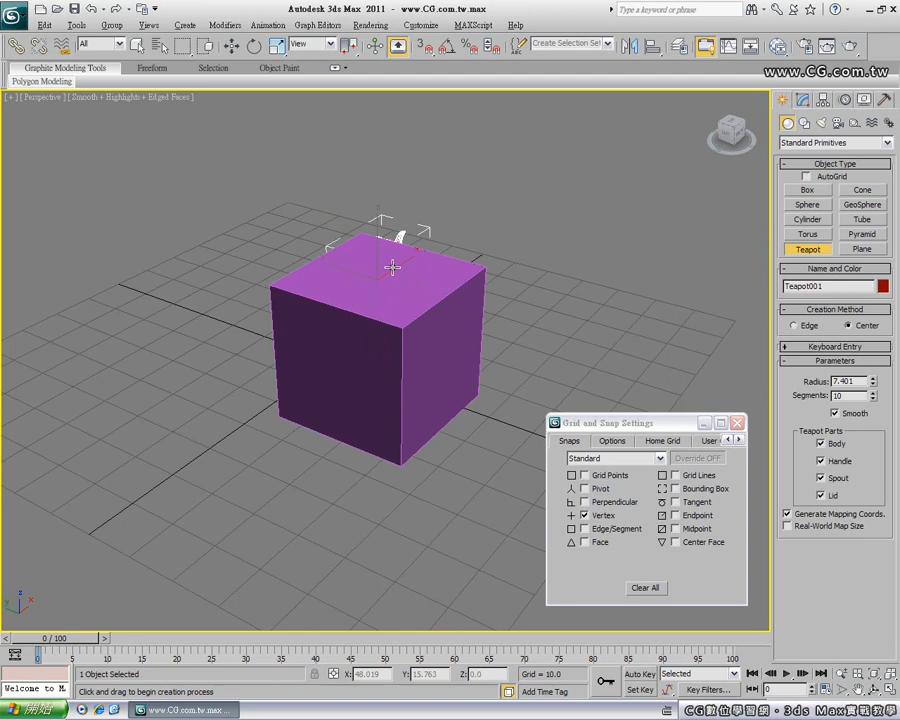 Autodesk 3ds Max 2011 - www.CG.com.tw.max
Type a keyword or phrase
Edit Tools Group Views Create Modifiers Animation Graph Editors Rendering Customize MAXScript Help
All View 3 Create Selection Set
Graphite Modeling Tools Freeform Selection Object Paint
Polygon Modeling
www.CG.com.tw
[ + ] [ Perspective ] [ Smooth + Highlights + Edged Faces ]
Standard Primitives
Object Type
AutoGrid
Box Cone
Sphere GeoSphere
Cylinder Tube
Torus Pyramid
Teapot Plane
Name and Color
Teapot001
Creation Method
Edge Center
Keyboard Entry
Parameters
Radius: 7.401
Segments: 10
Smooth
Teapot Parts
Body
Handle
Spout
Lid
Generate Mapping Coords.
Real-World Map Size
Grid and Snap Settings
Snaps Options Home Grid User
Standard Override OFF
Grid Points Grid Lines
Pivot Bounding Box
Perpendicular Tangent
Vertex Endpoint
Edge/Segment Midpoint
Face Center Face
Clear All
z
x
y
0 / 100
0 5 10 15 20 25 30 35 40 45 50 55 60 65 70 75 80 85 90 95 100
1 Object Selected X: 48.019 Y: 15.763 Z: 0.0 Grid = 10.0 Auto Key Selected
Welcome to M Click and drag to begin creation process Add Time Tag Set Key Key Filters... 0
開始 www.CG.com.tw.max ... CG數位學習網 • 3ds Max實戰教學